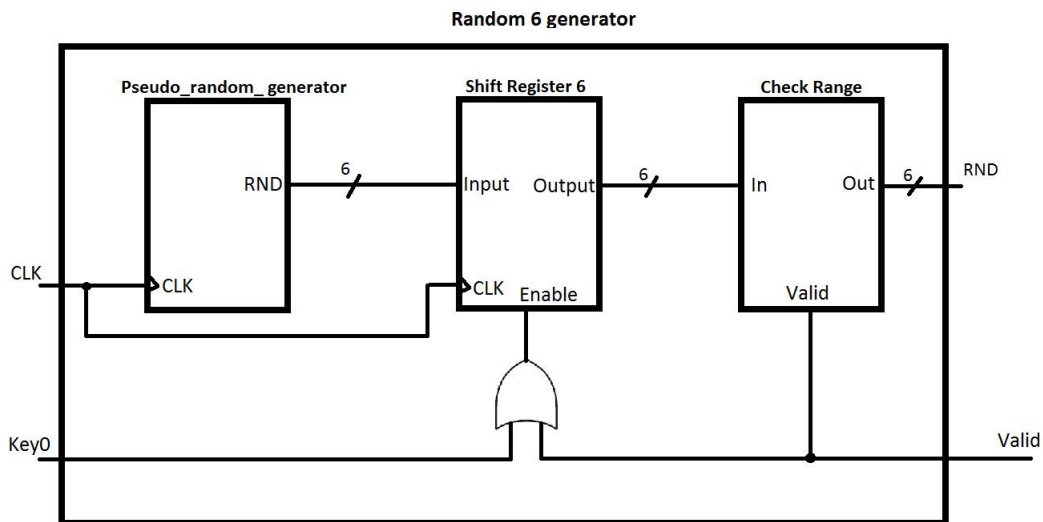 Random 6 generator
Pseudo_random_ generator
Shift Register 6
Check Range
RND
6
Input
Output
6
In
Out
6
RND
CLK
CLK
CLK
Enable
Valid
Key0
Valid